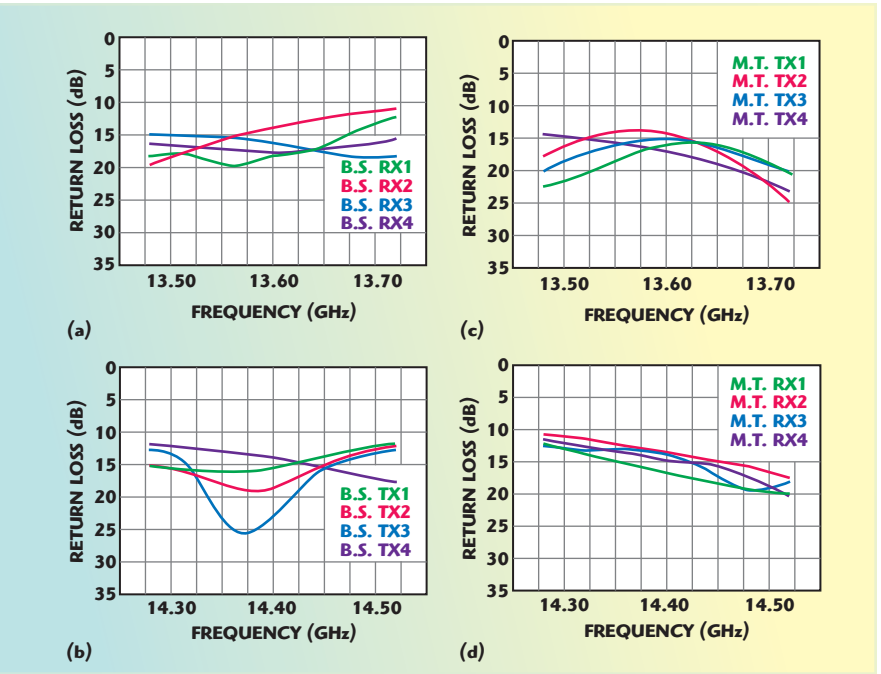 RETURN LOSS (dB)
0
5
10
15
20
25
30
35
B.S. RX1
B.S. RX2
B.S. RX3
B.S. RX4
13.50 13.60 13.70
FREQUENCY (GHz)
(a)
RETURN LOSS (dB)
0
5
10
15
20
25
30
35
M.T. TX1
M.T. TX2
M.T. TX3
M.T. TX4
13.50 13.60 13.70
FREQUENCY (GHz)
(c)
RETURN LOSS (dB)
0
5
10
15
20
25
30
35
B.S. TX1
B.S. TX2
B.S. TX3
B.S. TX4
14.30 14.40 14.50
FREQUENCY (GHz)
(b)
RETURN LOSS (dB)
0
5
10
15
20
25
30
35
M.T. RX1
M.T. RX2
M.T. RX3
M.T. RX4
14.30 14.40 14.50
FREQUENCY (GHz)
(d)